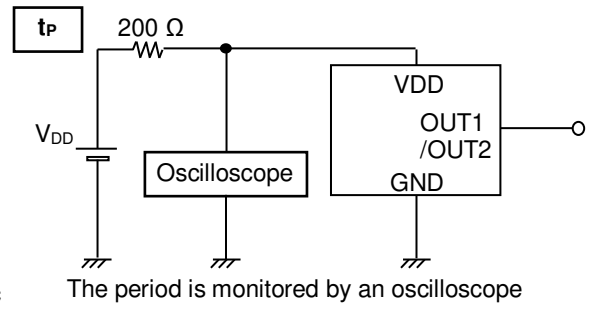 tP
200 Ω
VDD
VDD
OUT1
/OUT2
GND
Oscilloscope
The period is monitored by an oscilloscope